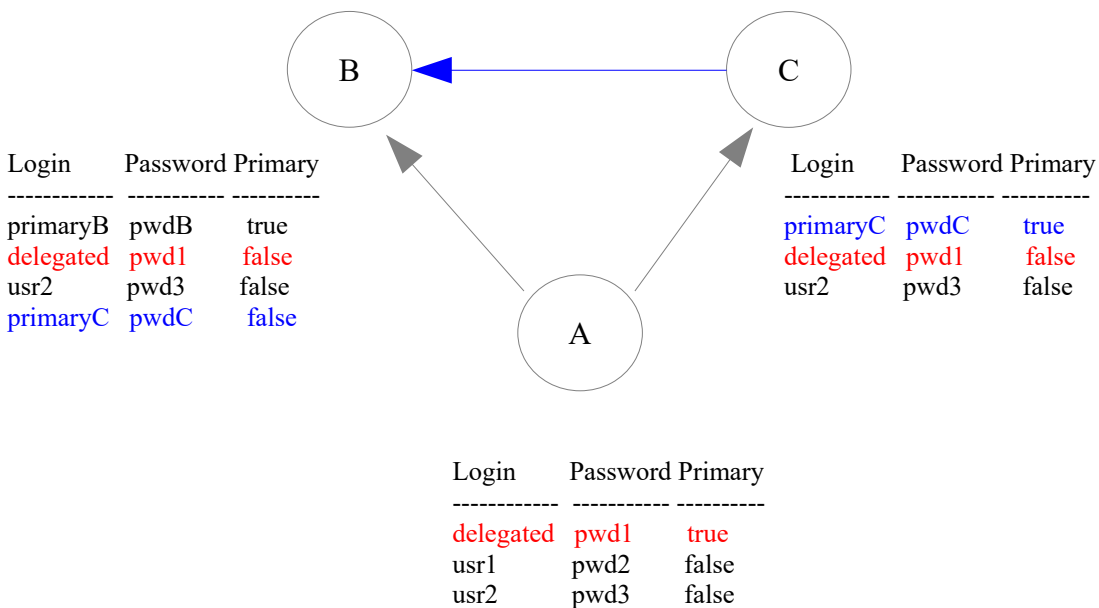 B
C
Login Password Primary
------------ ----------- ----------
primaryB pwdB true
delegated pwd1 false
usr2 pwd3 false
primaryC pwdC false
Login Password Primary
------------ ----------- ----------
primaryC pwdC true
delegated pwd1 false
usr2 pwd3 false
A
Login Password Primary
------------ ----------- ----------
delegated pwd1 true
usr1 pwd2 false
usr2 pwd3 false